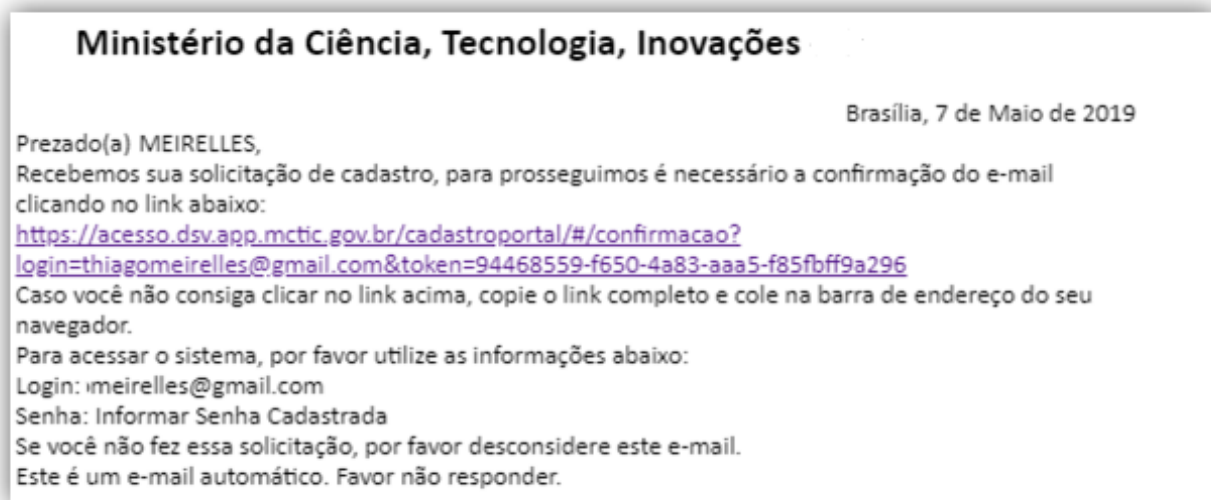 Ministério da Ciência, Tecnologia, Inovações
Brasília, 7 de Maio de 2019
Prezado(a) MEIRELLES,
Recebemos sua solicitação de cadastro, para prosseguimos é necessário a confirmação do e-mail
clicando no link abaixo:
https://acesso.dsv.app.mctic.gov.br/cadastroportal/#/confirmacao?
login=thiagomeirelles@gmail.com&token=94468559-f650-4a83-aaa5-f85fbff9a296
Caso você não consiga clicar no link acima, copie o link completo e cole na barra de endereço do seu
navegador.
Para acessar o sistema, por favor utilize as informações abaixo:
Login: meirelles@gmail.com
Senha: Informar Senha Cadastrada
Se você não fez essa solicitação, por favor desconsidere este e-mail.
Este é um e-mail automático. Favor não responder.